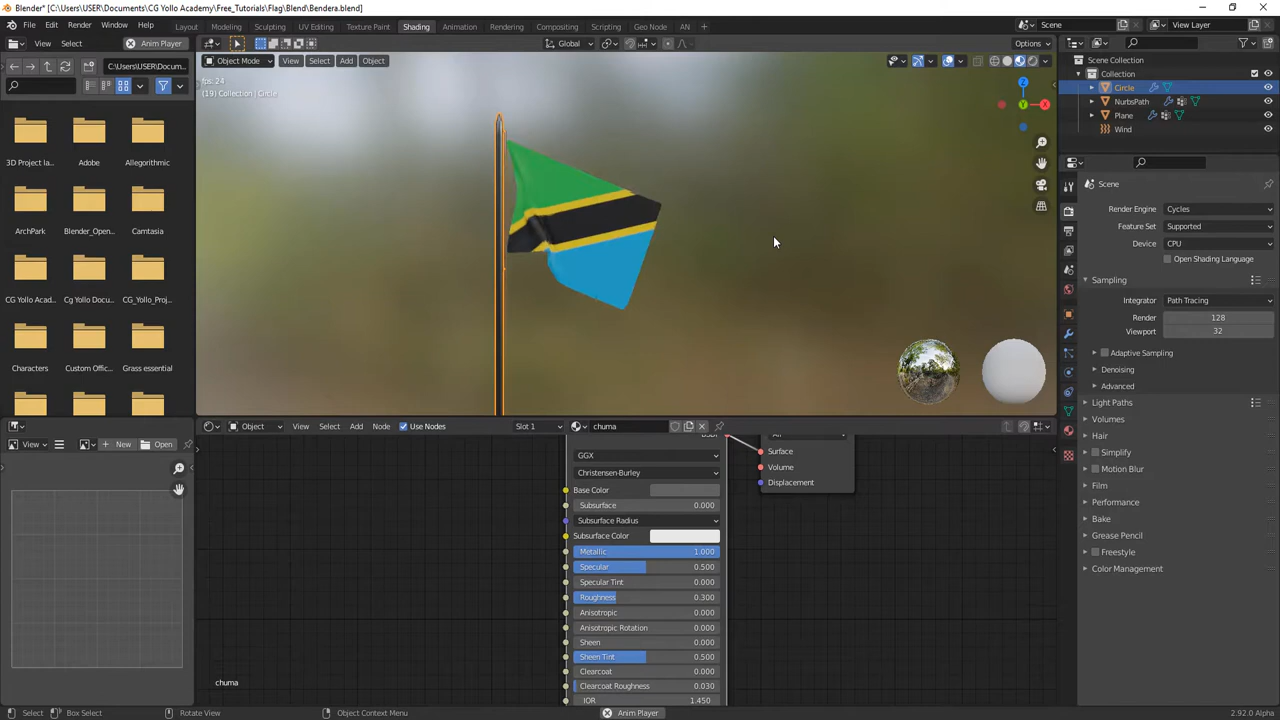 Blender* [C:\Users\USER\Documents\CG Yollo Academy\Free_Tutorials\Flag\Blend\Bendera.blend]
File Edit Render Window Help Layout Modeling Sculpting UV Editing Texture Paint Shading Animation Rendering Compositing Geo Node AN + Scene View Layer
View Select Anim Player Global Options
C:\Users\USER\Docum... Object Mode View Select Add Object
fps: 24
(19) Collection | Circle
3D Project la... Adobe Allegorithmic
ArchPark Blender_Open... Camtasia
CG Yollo Aca... Cg Yollo Docum... CG_Yollo_Proj...
Characters Custom Offic... Grass essential
Scene Collection
Collection
Circle
NurbsPath
Plane
Wind
Scene
Render Engine Cycles
Feature Set Supported
Device CPU
Open Shading Language
Sampling
Integrator Path Tracing
Render 128
Viewport 32
Adaptive Sampling
Denoising
Advanced
Light Paths
Volumes
Hair
Simplify
Motion Blur
Film
Performance
Bake
Grease Pencil
Freestyle
Color Management
View New Open
Object View Select Add Node Use Nodes Slot 1 chuma
GGX
Christensen-Burley
Base Color
Subsurface 0.000
Subsurface Radius
Subsurface Color
Metallic 1.000
Specular 0.500
Specular Tint 0.000
Roughness 0.300
Anisotropic 0.000
Anisotropic Rotation 0.000
Sheen 0.000
Sheen Tint 0.500
Clearcoat 0.000
Clearcoat Roughness 0.030
IOR 1.450
Surface
Volume
Displacement
chuma
Select Box Select Rotate View Object Context Menu Anim Player 2.92.0 Alpha